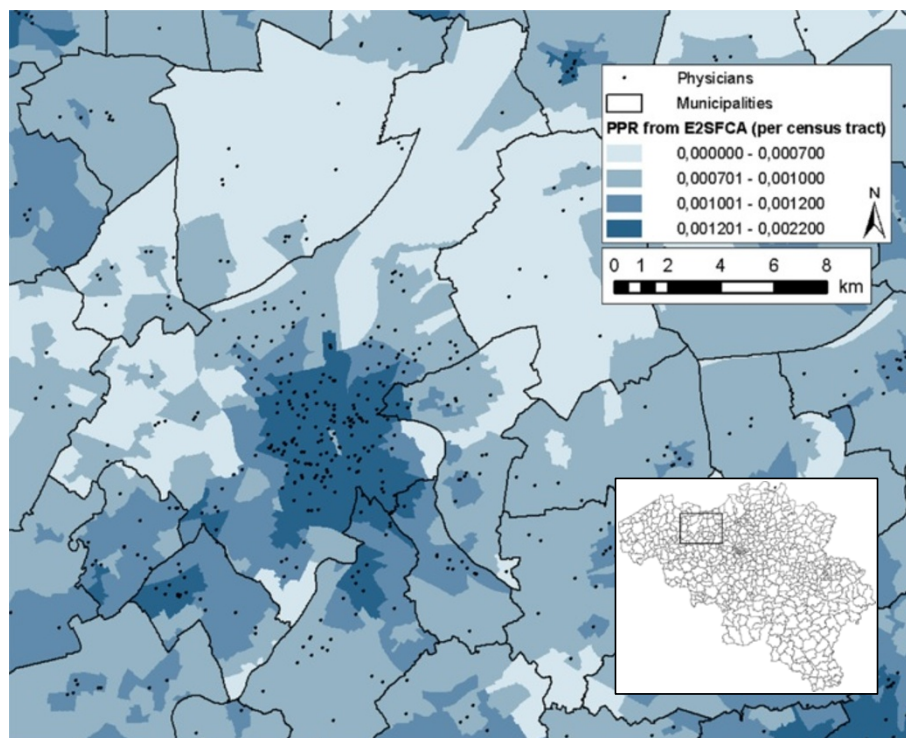 Physicians
Municipalities
PPR from E2SFCA (per census tract)
0,000000 - 0,000700
0,000701 - 0,001000
0,001001 - 0,001200
0,001201 - 0,002200
N
0 1 2 4 6 8
km